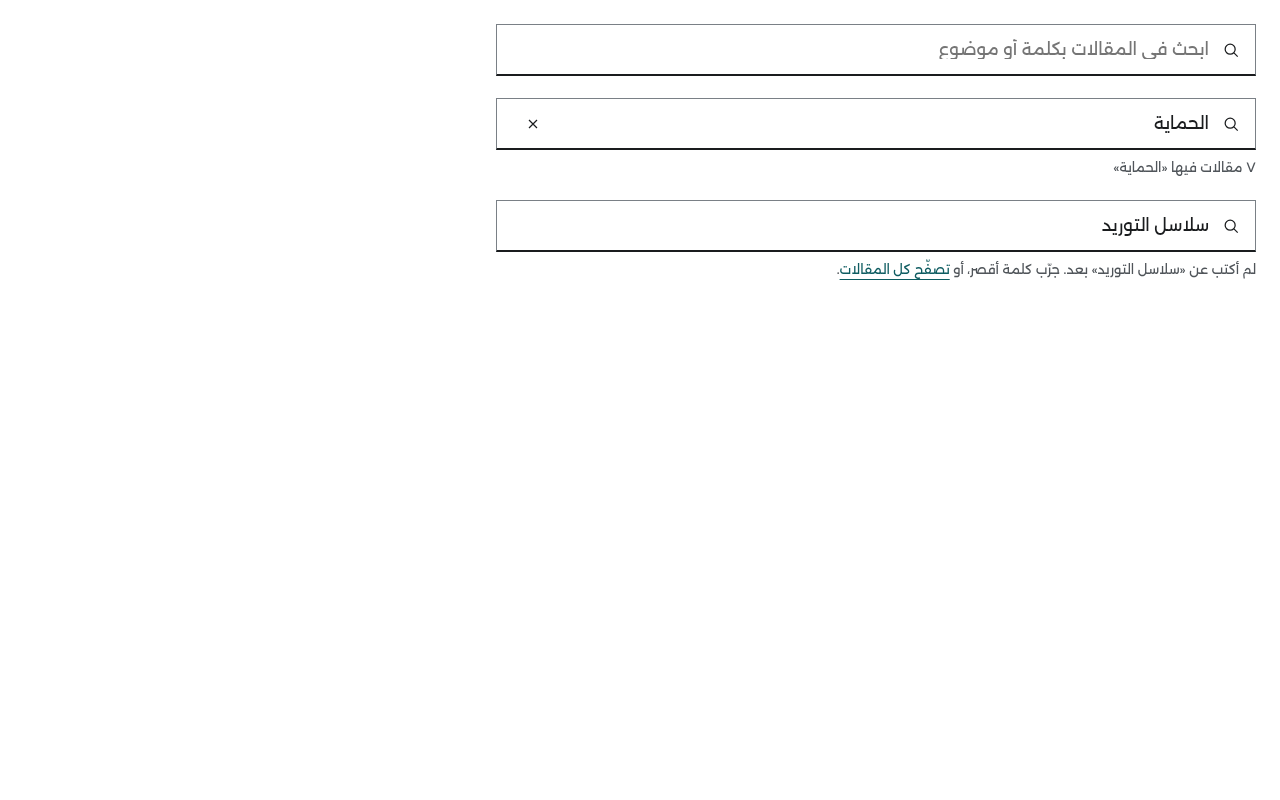 ابحث في المقالات بكلمة أو موضوع
الحماية
٧ مقالات فيها «الحماية»
سلاسل التوريد
لم أكتب عن «سلاسل التوريد» بعد. جرّب كلمة أقصر، أو تصفّح كل المقالات.